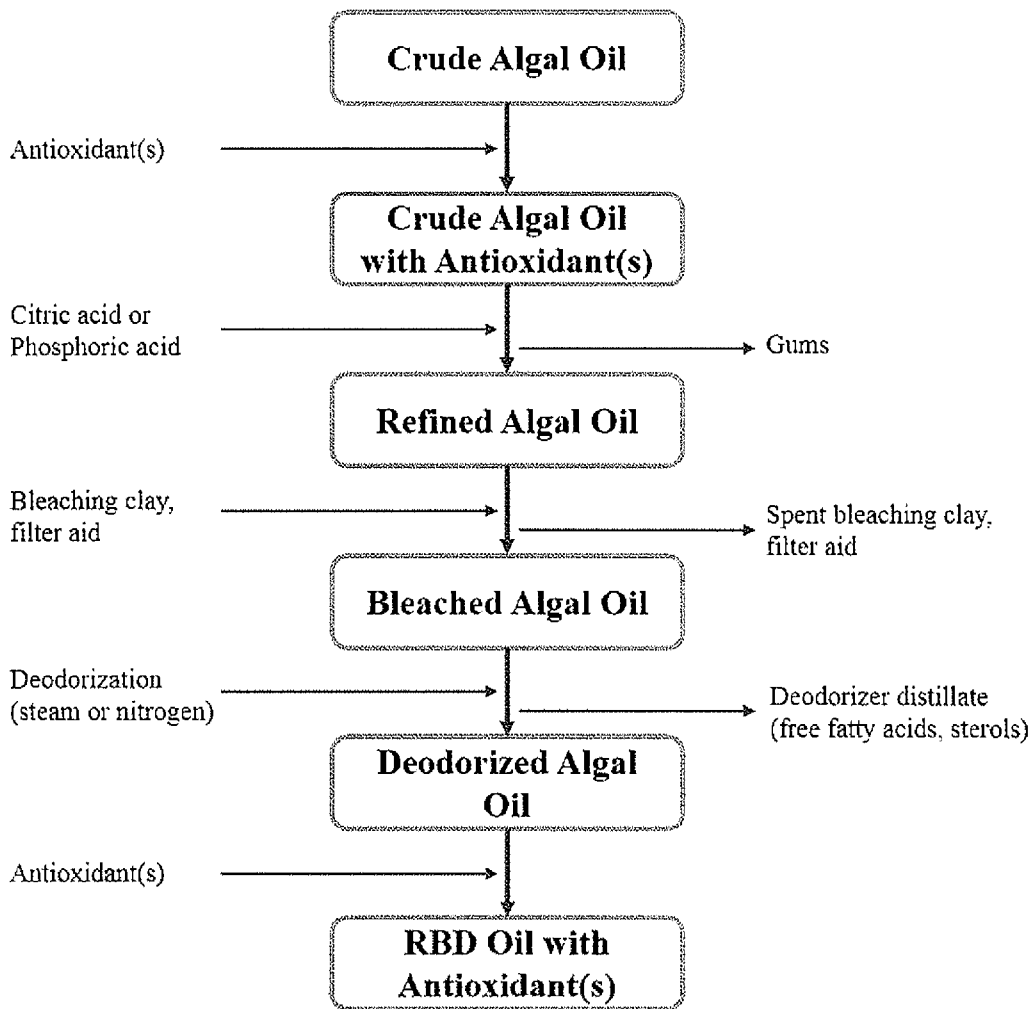 Crude Algal Oil
Antioxidant(s)
Crude Algal Oil
with Antioxidant(s)
Citric acid or
Phosphoric acid
Gums
Refined Algal Oil
Bleaching clay,
filter aid
Spent bleaching clay,
filter aid
Bleached Algal Oil
Deodorization
(steam or nitrogen)
Deodorizer distillate
(free fatty acids, sterols)
Deodorized Algal
Oil
Antioxidant(s)
RBD Oil with
Antioxidant(s)